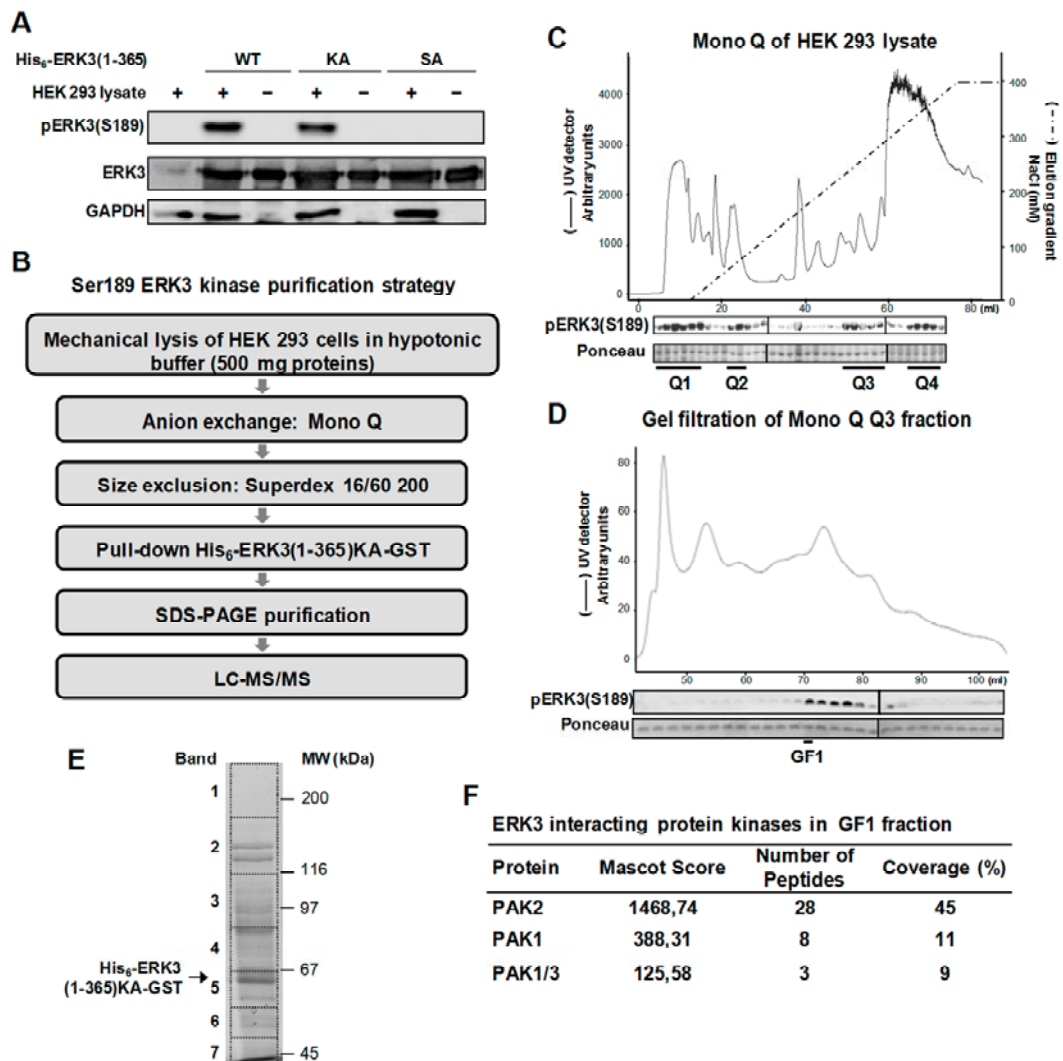 A
His6-ERK3(1-365)
WT KA SA
HEK 293 lysate + + − + − + −
pERK3(S189)
ERK3
GAPDH
B
Ser189 ERK3 kinase purification strategy
Mechanical lysis of HEK 293 cells in hypotonic
buffer (500 mg proteins)
Anion exchange: Mono Q
Size exclusion: Superdex 16/60 200
Pull-down His6-ERK3(1-365)KA-GST
SDS-PAGE purification
LC-MS/MS
C
Mono Q of HEK 293 lysate
(——) UV detector
Arbitrary units
4000
3000
2000
1000
0
400
300
200
100
0
(– · – ·) Elution gradient
NaCl (mM)
0 20 40 60 80 (ml)
pERK3(S189)
Ponceau
Q1 Q2 Q3 Q4
D
Gel filtration of Mono Q Q3 fraction
(——) UV detector
Arbitrary units
80
60
40
20
0
50 60 70 80 90 100 (ml)
pERK3(S189)
Ponceau
GF1
E
Band MW (kDa)
1
200
2
116
3
97
4
67
His6-ERK3
(1-365)KA-GST
5
6
7
45
F
ERK3 interacting protein kinases in GF1 fraction
Protein Mascot Score Number of Peptides Coverage (%)
PAK2 1468,74 28 45
PAK1 388,31 8 11
PAK1/3 125,58 3 9